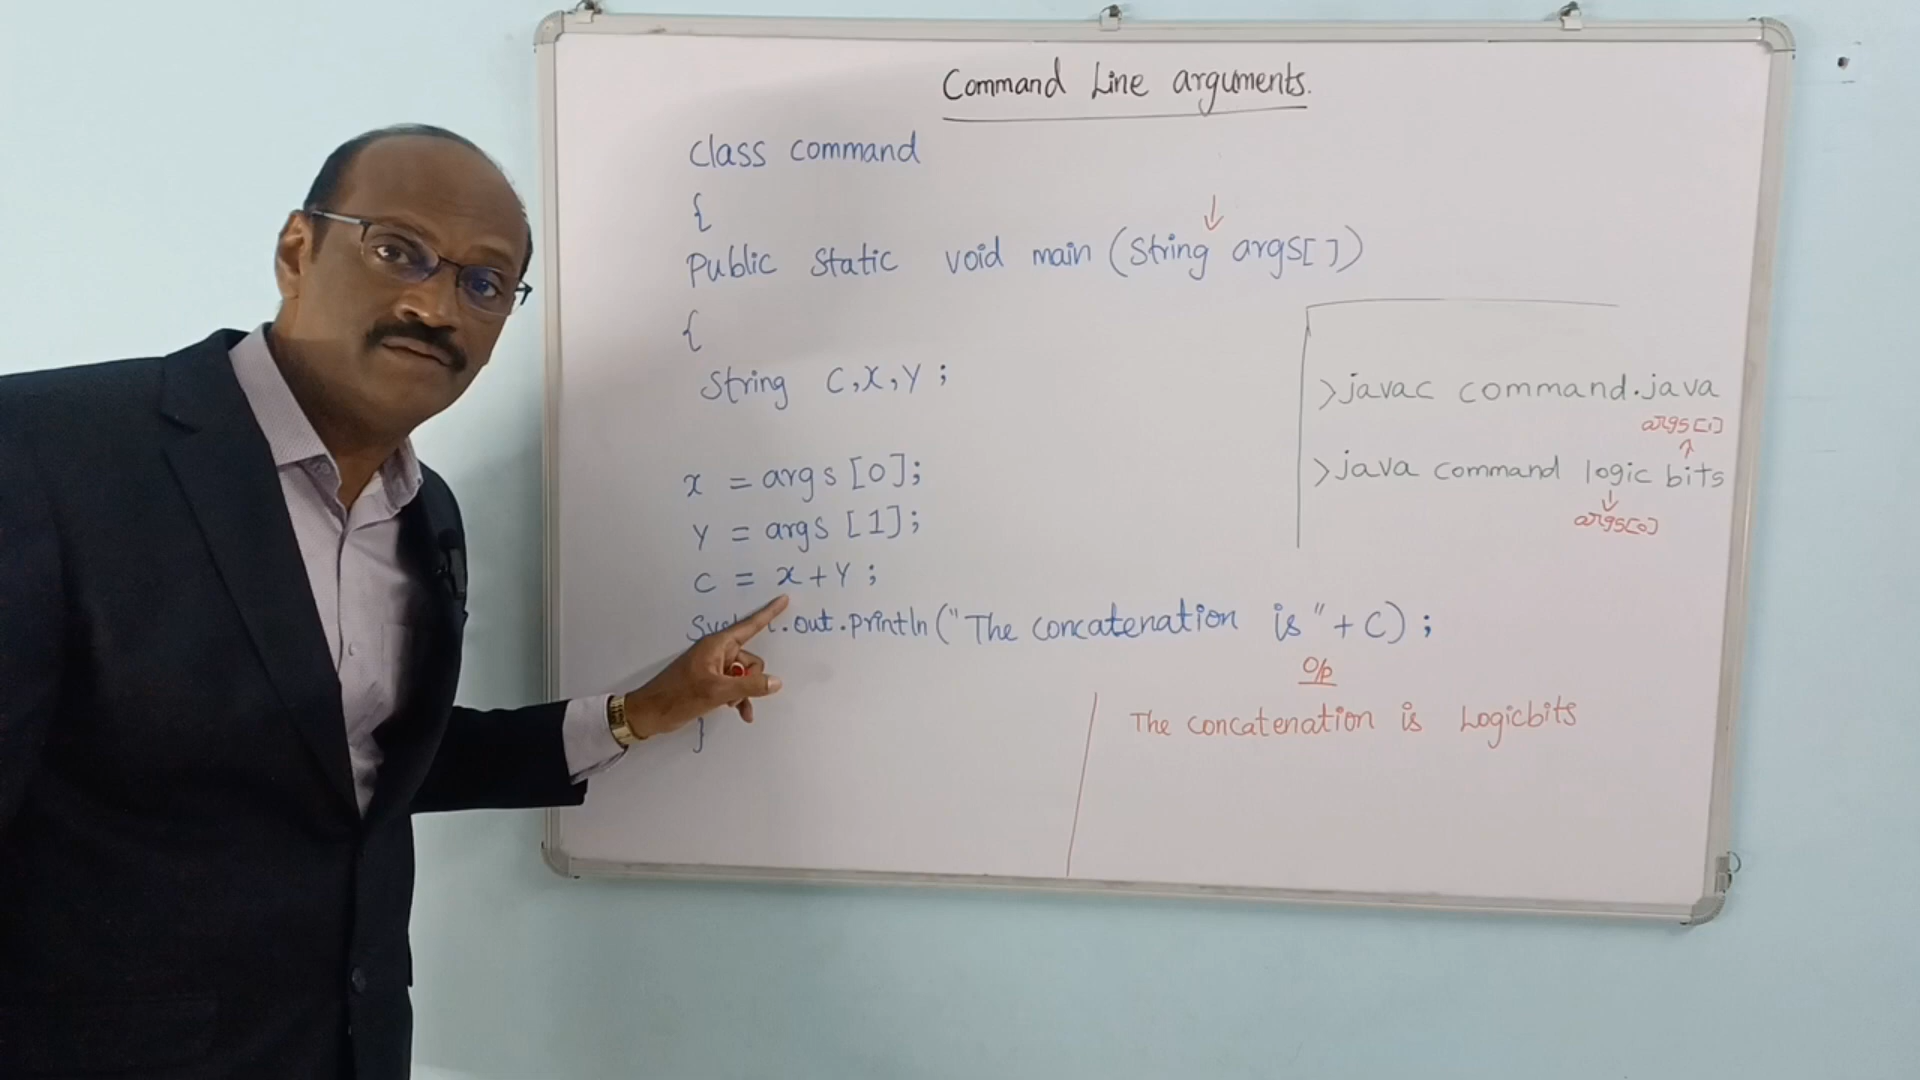 Command Line arguments.
class command
{
Public static void main (String args[])
{
String C,X,Y ;
x = args [0];
Y = args [1];
C = x+Y ;
.out.println("The concatenation is" + C) ;
}
>javac command.java
args[1]
>java command logic bits
args[0]
O/p
The concatenation is Logicbits